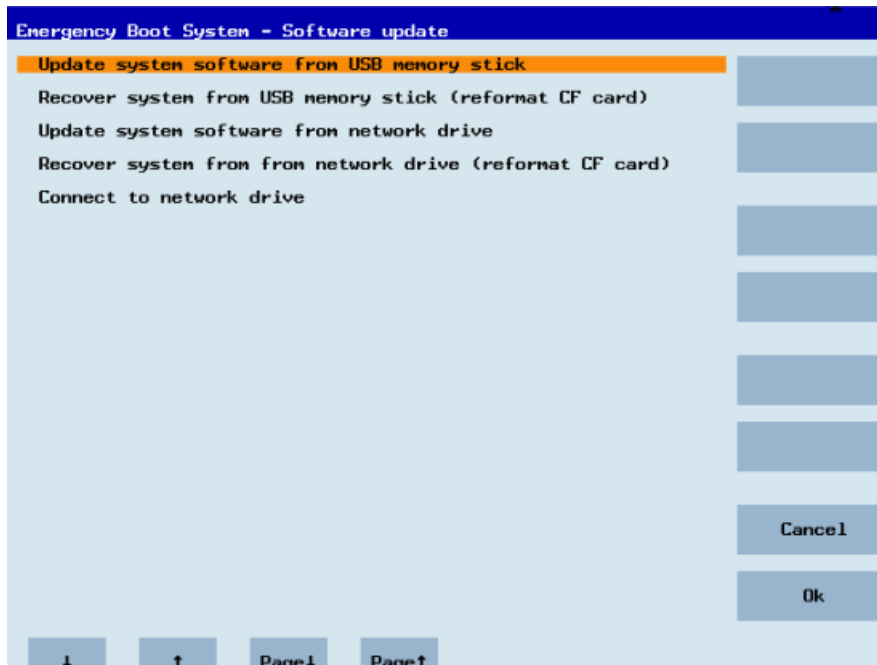 Emergency Boot System - Software update
Update system software from USB memory stick
Recover system from USB memory stick (reformat CF card)
Update system software from network drive
Recover system from from network drive (reformat CF card)
Connect to network drive
Cancel
Ok
↓ ↑ Page↓ Page↑